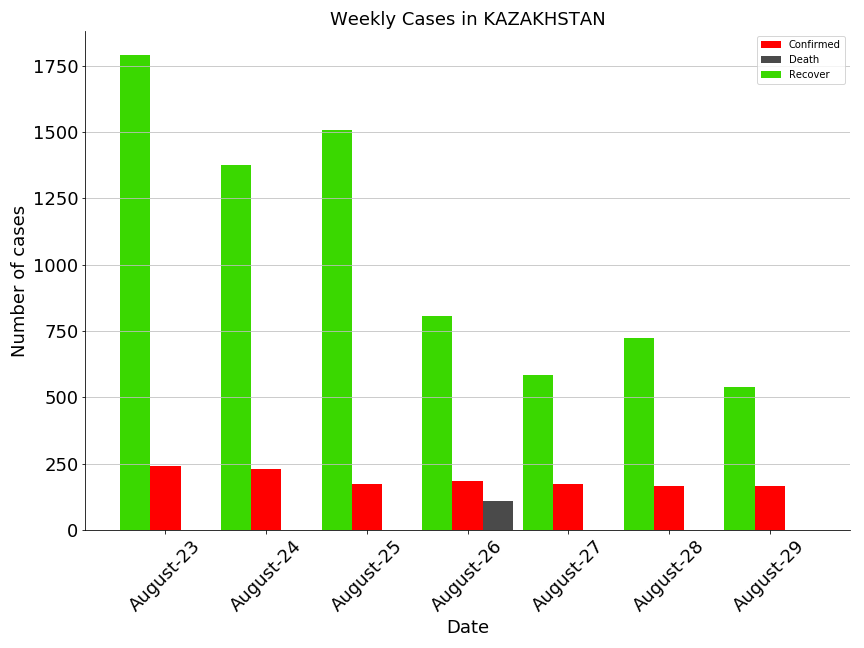 Weekly Cases in KAZAKHSTAN
Confirmed
Death
Recover
Number of cases
1750
1500
1250
1000
750
500
250
0
August-23
August-24
August-25
August-26
August-27
August-28
August-29
Date